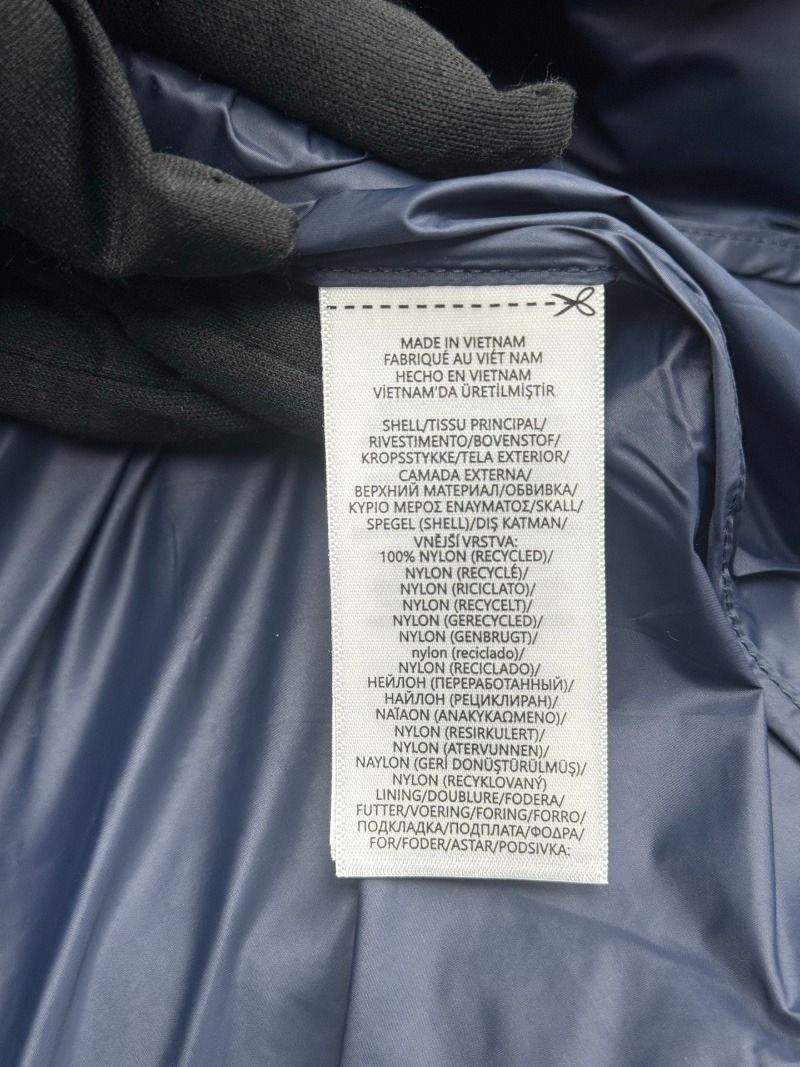 MADE IN VIETNAM
FABRIQUÉ AU VIÊT NAM
HECHO EN VIETNAM
VİETNAM'DA ÜRETİLMİŞTİR
SHELL/TISSU PRINCIPAL/
RIVESTIMENTO/BOVENSTOF/
KROPSSTYKKE/TELA EXTERIOR/
CAMADA EXTERNA/
ВЕРХНИЙ МАТЕРИАЛ/ОБВИВКА/
ΚΥΡΙΟ ΜΕΡΟΣ ΕΝΑΥΜΑΤΟΣ/SKALL/
SPEGEL (SHELL)/DIŞ KATMAN/
VNĚJŠÍ VRSTVA:
100% NYLON (RECYCLED)/
NYLON (RECYCLÉ)/
NYLON (RICICLATO)/
NYLON (RECYCELT)/
NYLON (GERECYCLED)/
NYLON (GENBRUGT)/
nylon (reciclado)/
NYLON (RECICLADO)/
НЕЙЛОН (ПЕРЕРАБОТАННЫЙ)/
НАЙЛОН (РЕЦИКЛИРАН)/
ΝΑΪΛΟΝ (ΑΝΑΚΥΚΛΩΜΕΝΟ)/
NYLON (RESIRKULERT)/
NYLON (ATERVUNNEN)/
NAYLON (GERİ DONÜŞTÜRÜLMÜŞ)/
NYLON (RECYKLOVANÝ)
LINING/DOUBLURE/FODERA/
FUTTER/VOERING/FORING/FORRO/
ПОДКЛАДКА/ПОДПЛАТА/ΦΟΔΡΑ/
FOR/FODER/ASTAR/PODSIVKA: